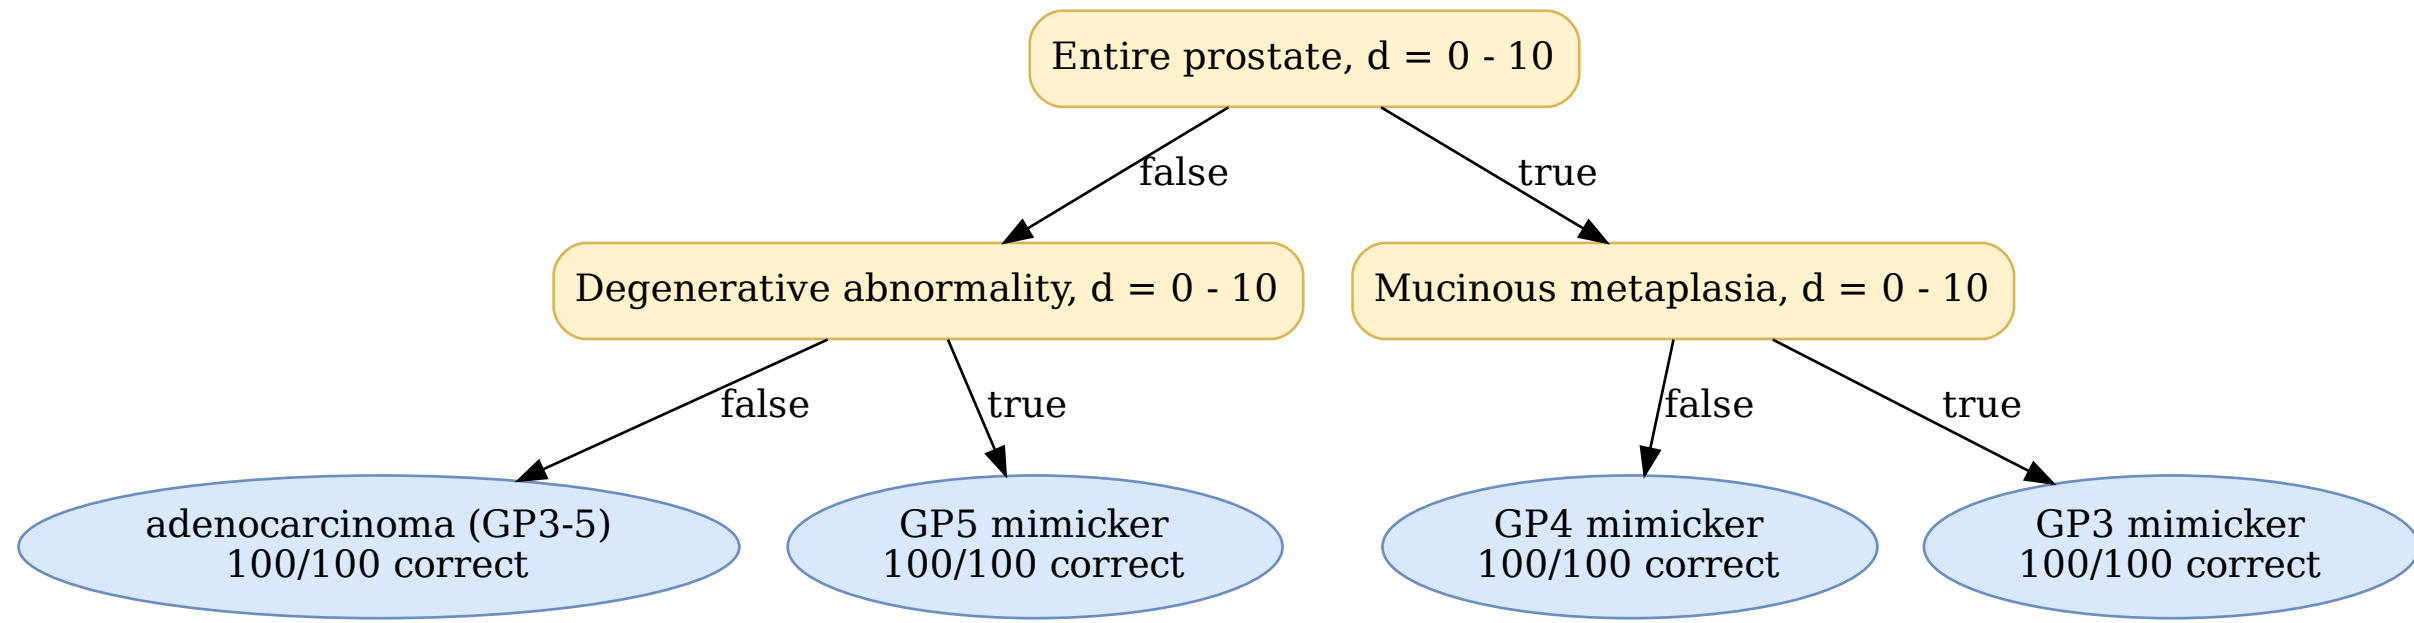 Entire prostate, d = 0 - 10
false
true
Degenerative abnormality, d = 0 - 10
Mucinous metaplasia, d = 0 - 10
false
true
false
true
adenocarcinoma (GP3-5)
100/100 correct
GP5 mimicker
100/100 correct
GP4 mimicker
100/100 correct
GP3 mimicker
100/100 correct